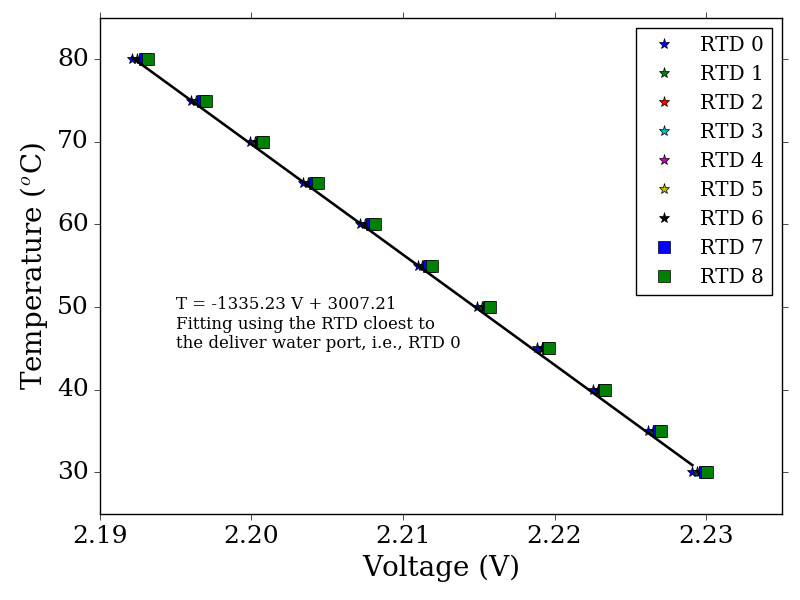 80
70
60
50
40
30
Temperature (°C)
2.19
2.20
2.21
2.22
2.23
Voltage (V)
RTD 0
RTD 1
RTD 2
RTD 3
RTD 4
RTD 5
RTD 6
RTD 7
RTD 8
T = -1335.23 V + 3007.21
Fitting using the RTD cloest to
the deliver water port, i.e., RTD 0